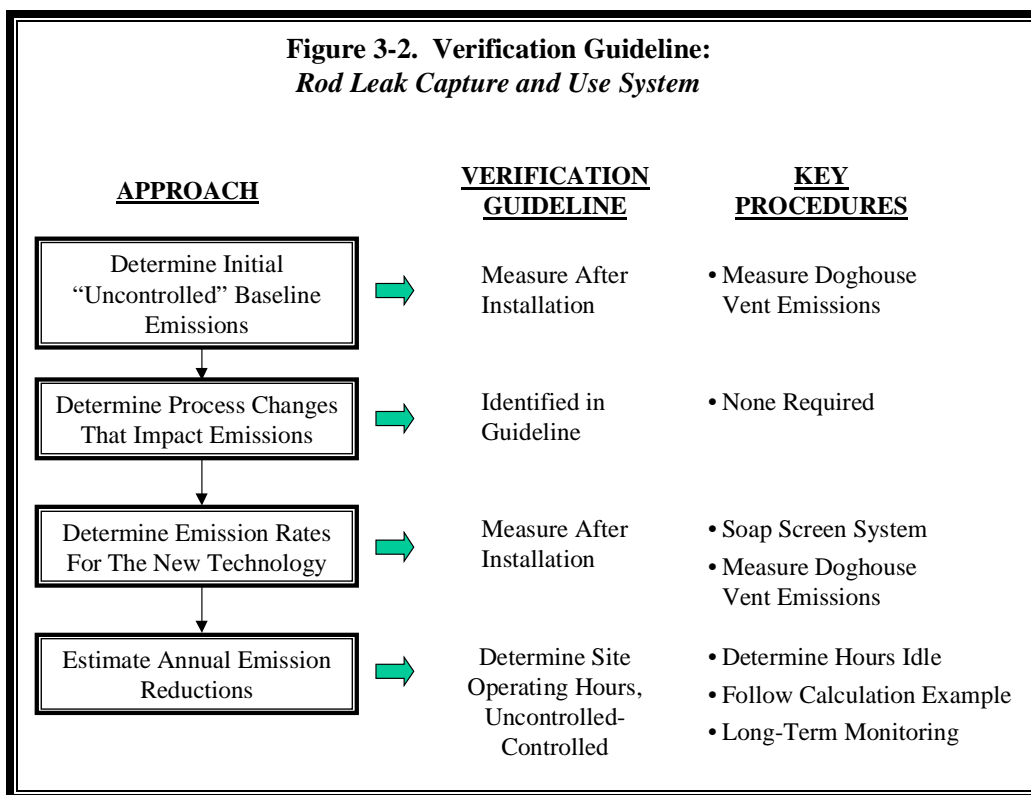 Figure 3-2. Verification Guideline:
Rod Leak Capture and Use System
APPROACH
VERIFICATION
GUIDELINE
KEY
PROCEDURES
Determine Initial
“Uncontrolled” Baseline
Emissions
Measure After
Installation
• Measure Doghouse
Vent Emissions
Determine Process Changes
That Impact Emissions
Identified in
Guideline
• None Required
Determine Emission Rates
For The New Technology
Measure After
Installation
• Soap Screen System
• Measure Doghouse
Vent Emissions
Estimate Annual Emission
Reductions
Determine Site
Operating Hours,
Uncontrolled-
Controlled
• Determine Hours Idle
• Follow Calculation Example
• Long-Term Monitoring